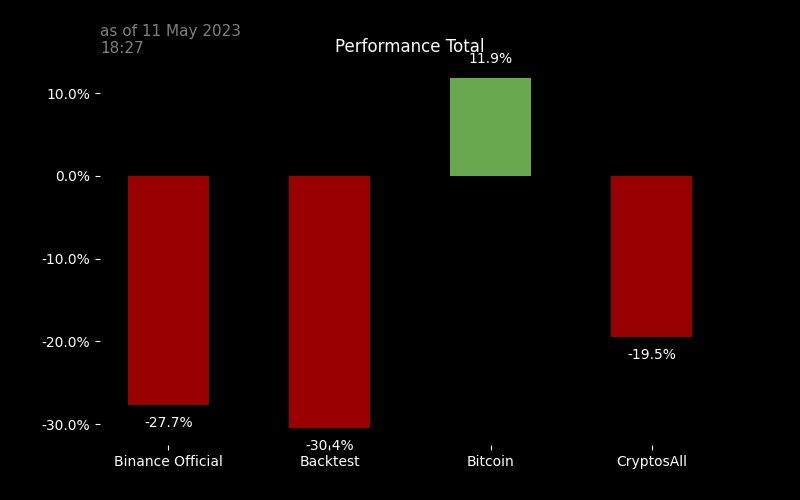 as of 11 May 2023
18:27
Performance Total
11.9%
10.0%
0.0%
-10.0%
-20.0%
-30.0%
-27.7%
-30.4%
-19.5%
Binance Official
Backtest
Bitcoin
CryptosAll